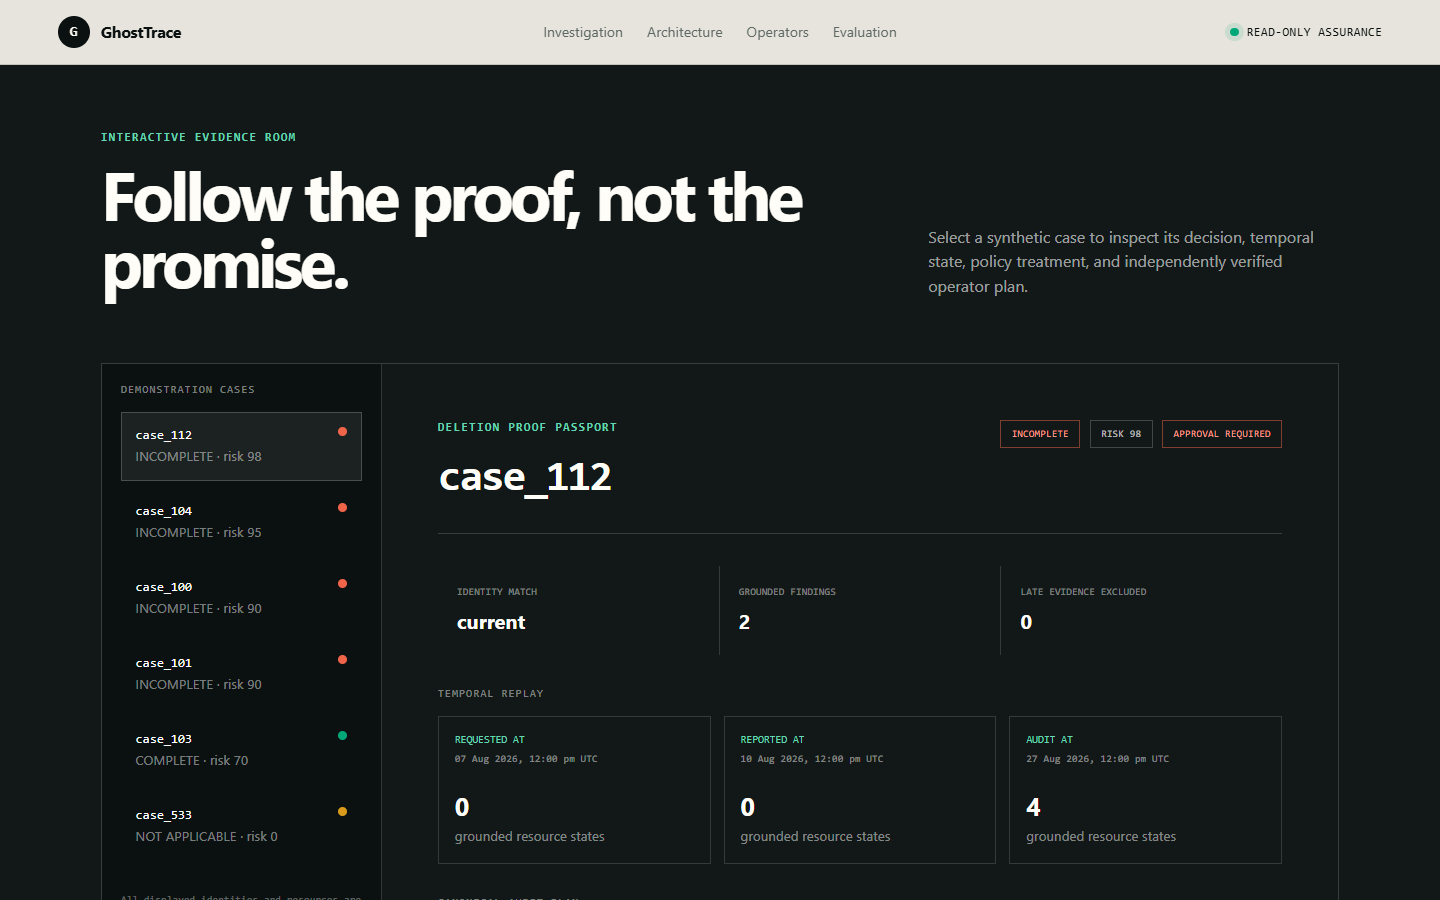 G
GhostTrace
Investigation
Architecture
Operators
Evaluation
READ-ONLY ASSURANCE
INTERACTIVE EVIDENCE ROOM
Follow the proof, not the
promise.
Select a synthetic case to inspect its decision, temporal
state, policy treatment, and independently verified
operator plan.
DEMONSTRATION CASES
case_112
INCOMPLETE · risk 98
case_104
INCOMPLETE · risk 95
case_100
INCOMPLETE · risk 90
case_101
INCOMPLETE · risk 90
case_103
COMPLETE · risk 70
case_533
NOT APPLICABLE · risk 0
DELETION PROOF PASSPORT
case_112
INCOMPLETE
RISK 98
APPROVAL REQUIRED
IDENTITY MATCH
current
GROUNDED FINDINGS
2
LATE EVIDENCE EXCLUDED
0
TEMPORAL REPLAY
REQUESTED AT
07 Aug 2026, 12:00 pm UTC
0
grounded resource states
REPORTED AT
10 Aug 2026, 12:00 pm UTC
0
grounded resource states
AUDIT AT
27 Aug 2026, 12:00 pm UTC
4
grounded resource states